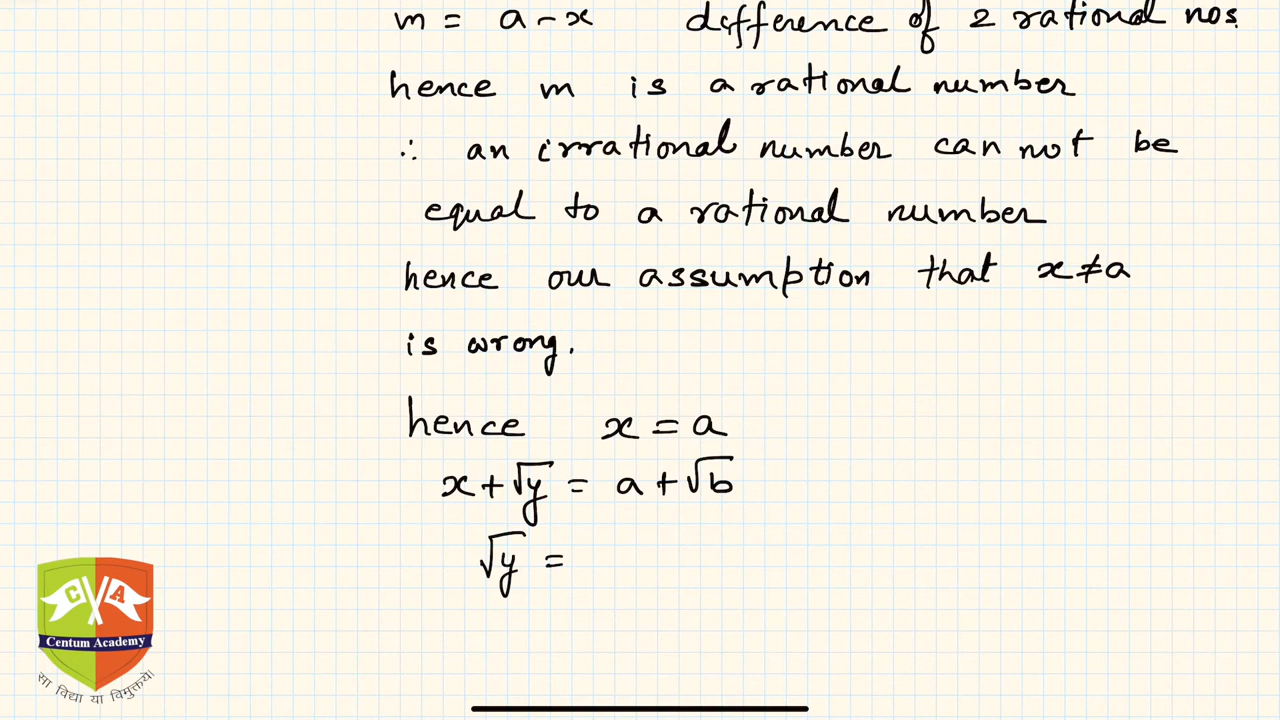 m = a - x difference of 2 rational nos.
hence m is a rational number
∴ an irrational number can not be
equal to a rational number
hence our assumption that x ≠ a
is wrong.
hence x = a
x + √y = a + √b
√y =
C A
Centum Academy
सा विद्या या विमुक्तये।